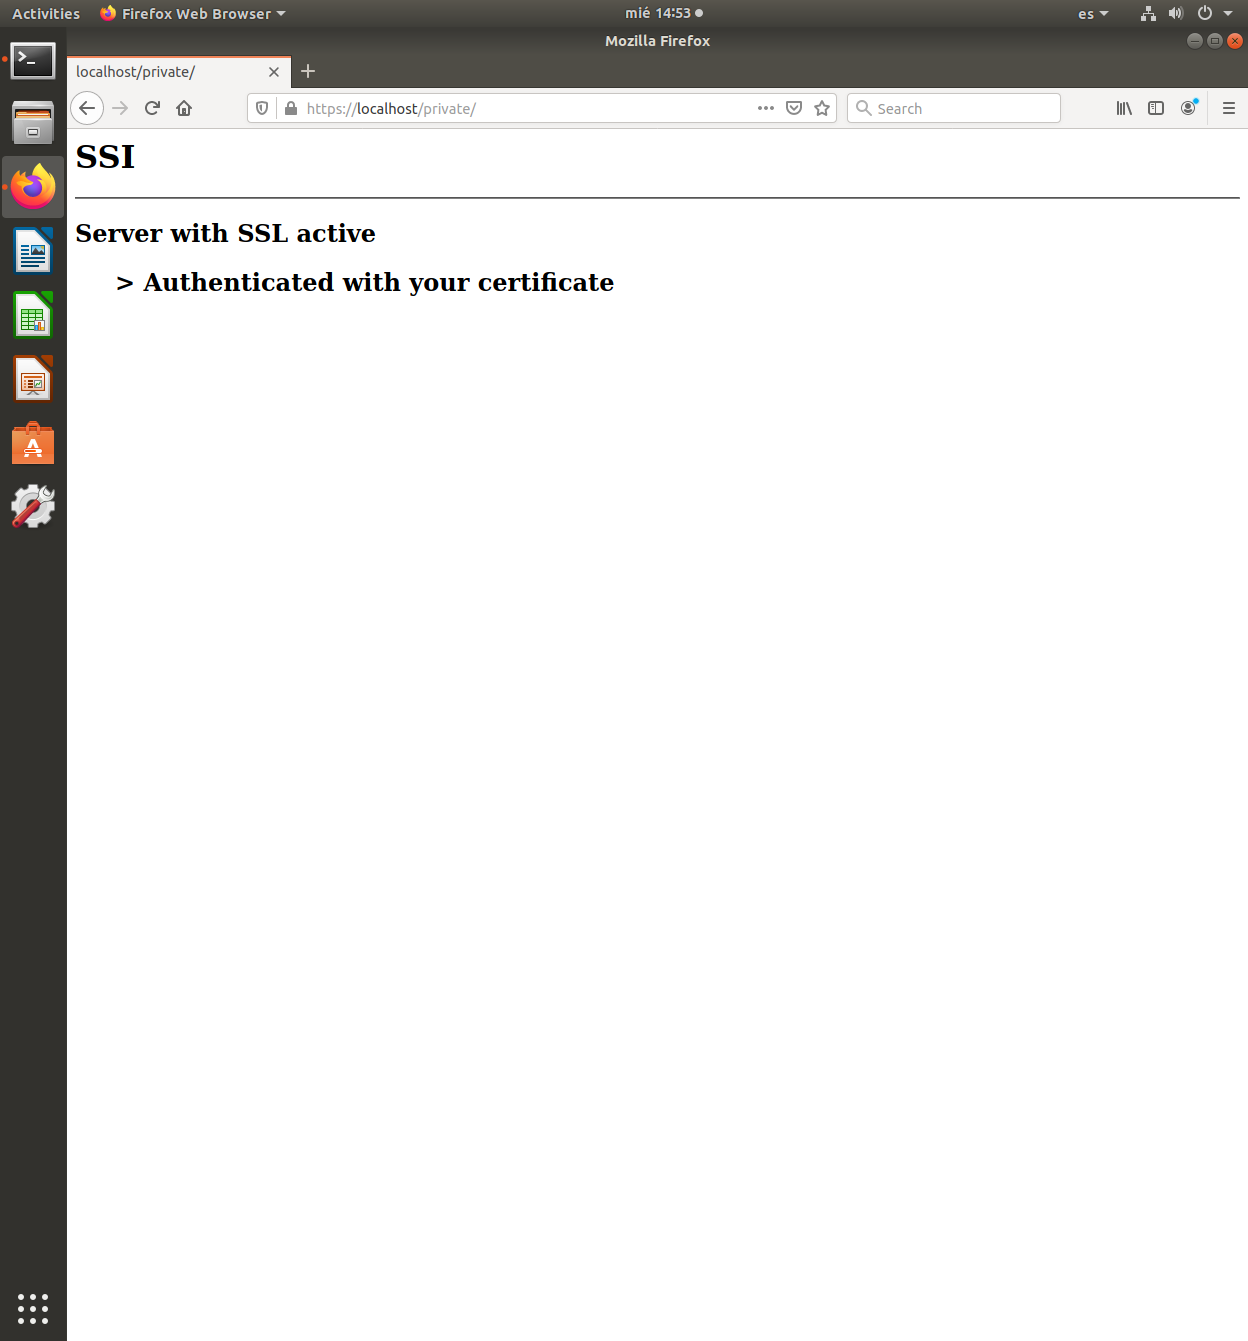 Activities Firefox Web Browser mié 14:53 es
Mozilla Firefox
localhost/private/
https://localhost/private/ Search
SSI
Server with SSL active
> Authenticated with your certificate